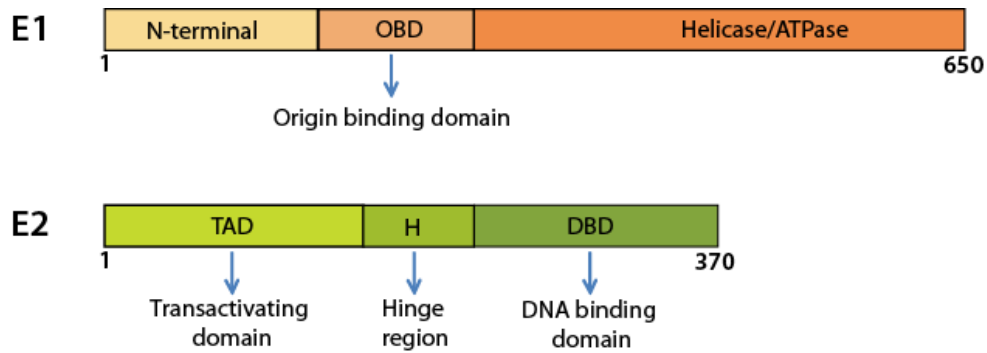 E1 N-terminal OBD Helicase/ATPase
1 650
Origin binding domain
E2 TAD H DBD
1 370
Transactivating Hinge DNA binding
domain region domain